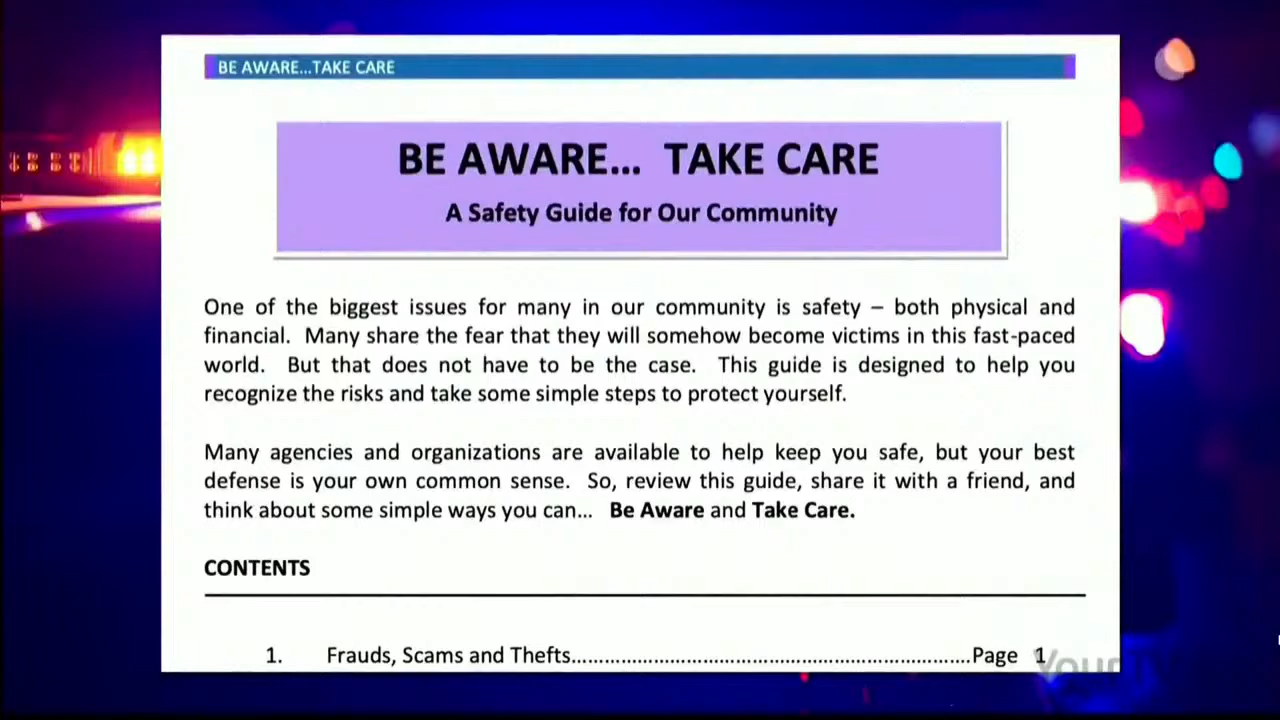 BE AWARE...TAKE CARE
BE AWARE... TAKE CARE
A Safety Guide for Our Community
One of the biggest issues for many in our community is safety – both physical and
financial. Many share the fear that they will somehow become victims in this fast-paced
world. But that does not have to be the case. This guide is designed to help you
recognize the risks and take some simple steps to protect yourself.
Many agencies and organizations are available to help keep you safe, but your best
defense is your own common sense. So, review this guide, share it with a friend, and
think about some simple ways you can... Be Aware and Take Care.
CONTENTS
1. Frauds, Scams and Thefts........................................................................Page 1